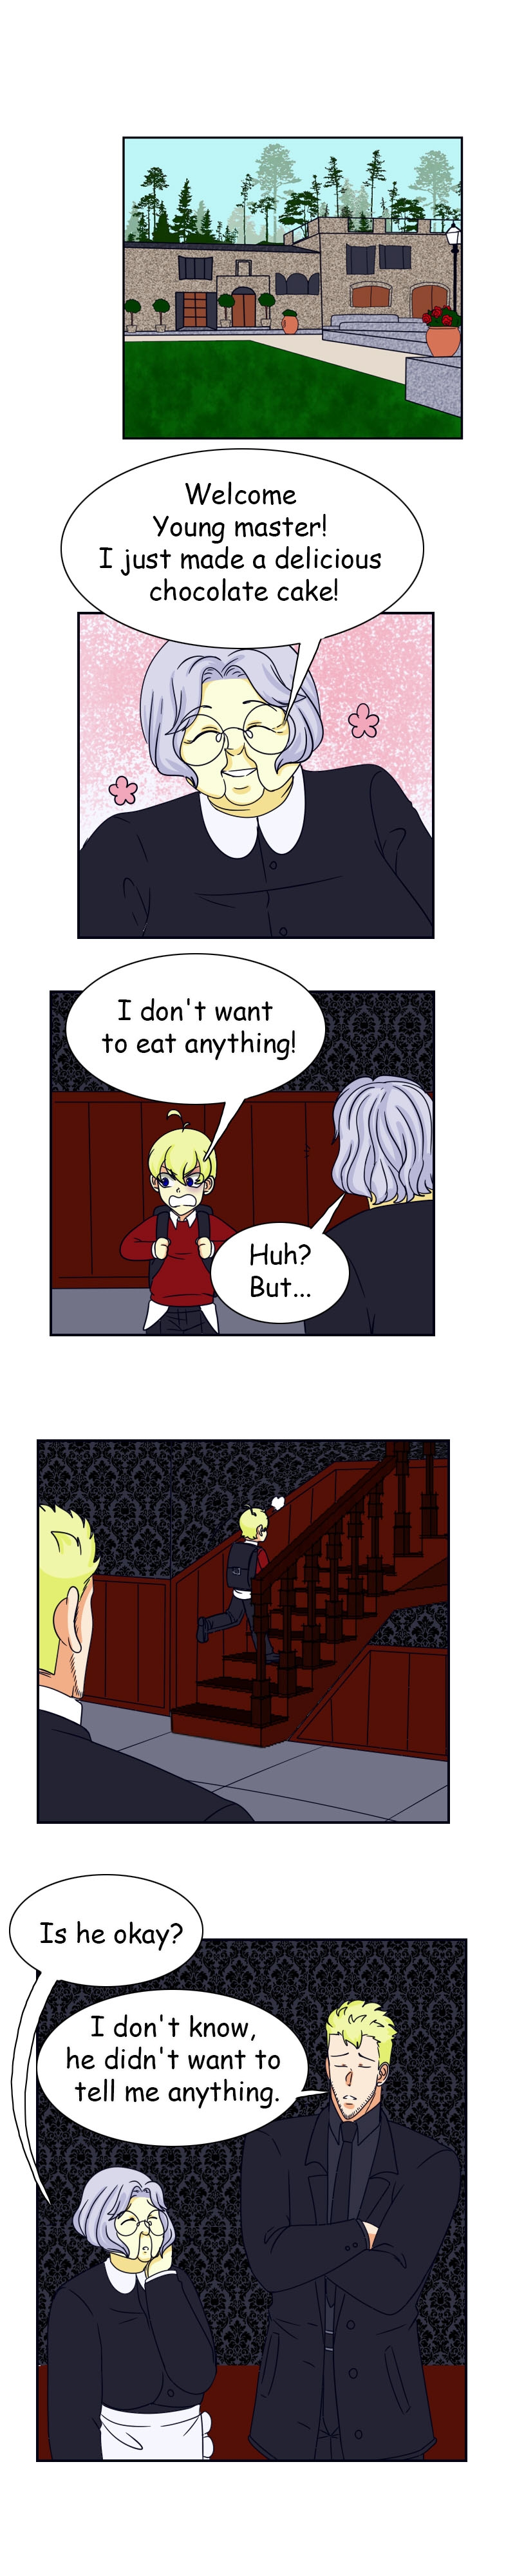 Welcome
Young master!
I just made a delicious
chocolate cake!
I don't want
to eat anything!
Huh?
But...
Is he okay?
I don't know,
he didn't want to
tell me anything.